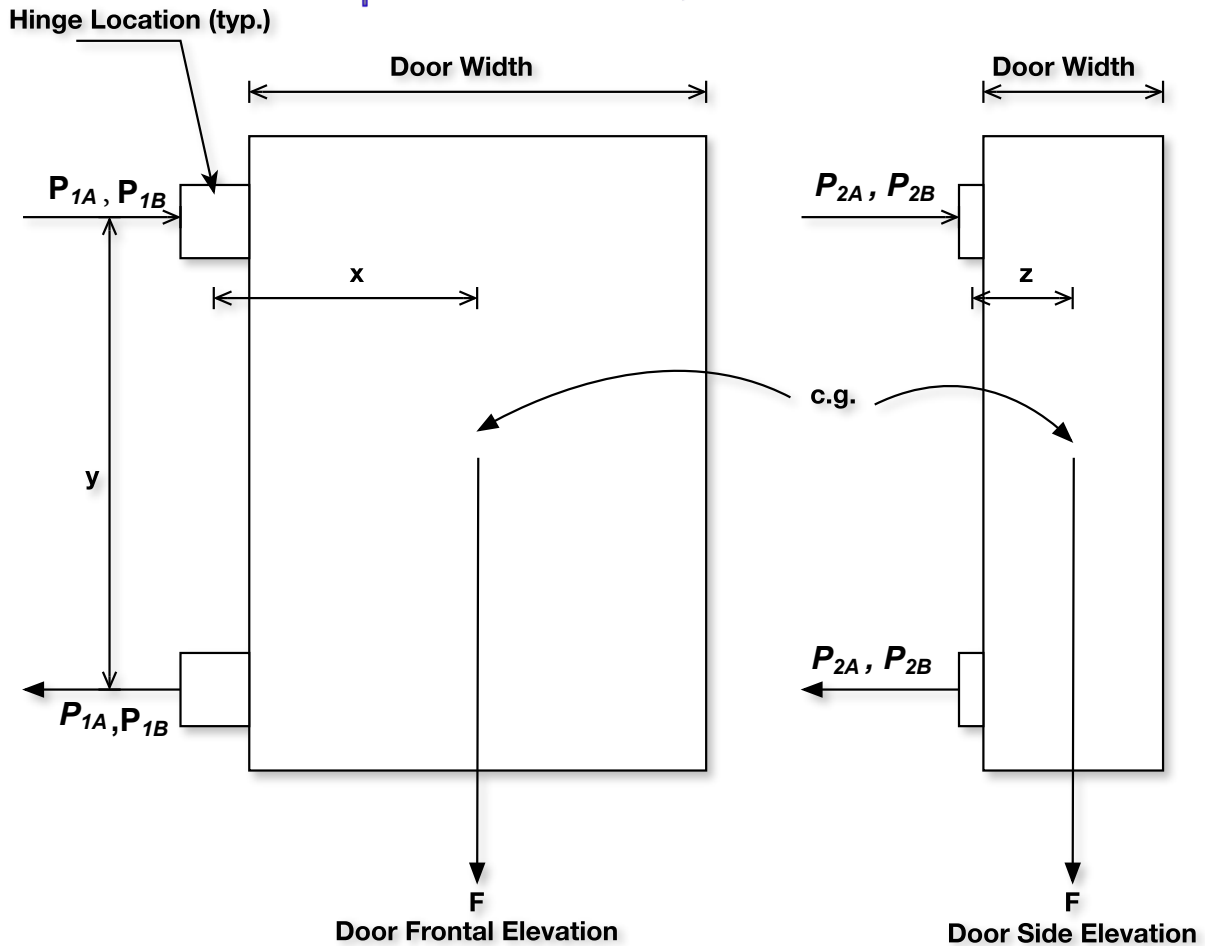 Hinge Location (typ.)
Door Width
Door Width
P1A , P1B
P2A , P2B
x
z
c.g.
y
P2A , P2B
P1A ,P1B
F
F
Door Frontal Elevation
Door Side Elevation